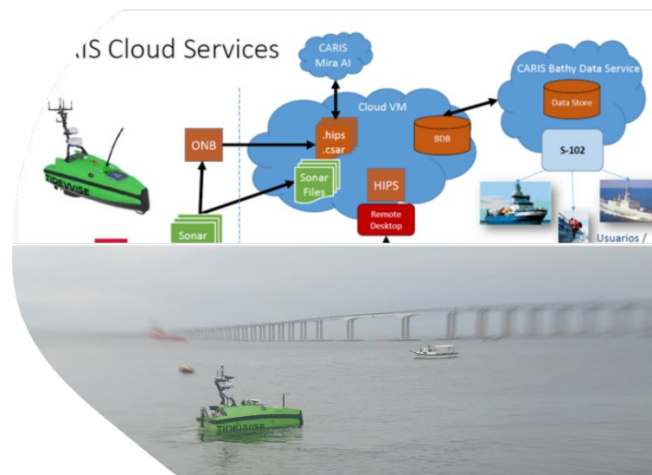 IS Cloud Services
CARIS
Mira AI
CARIS Bathy Data Service
Cloud VM
Data Store
.hips
.csar
ONB
BDB
S-102
Sonar
Files
HIPS
TIDEWISE
Remote
Desktop
Sonar
Usuarios /
TIDEWISE